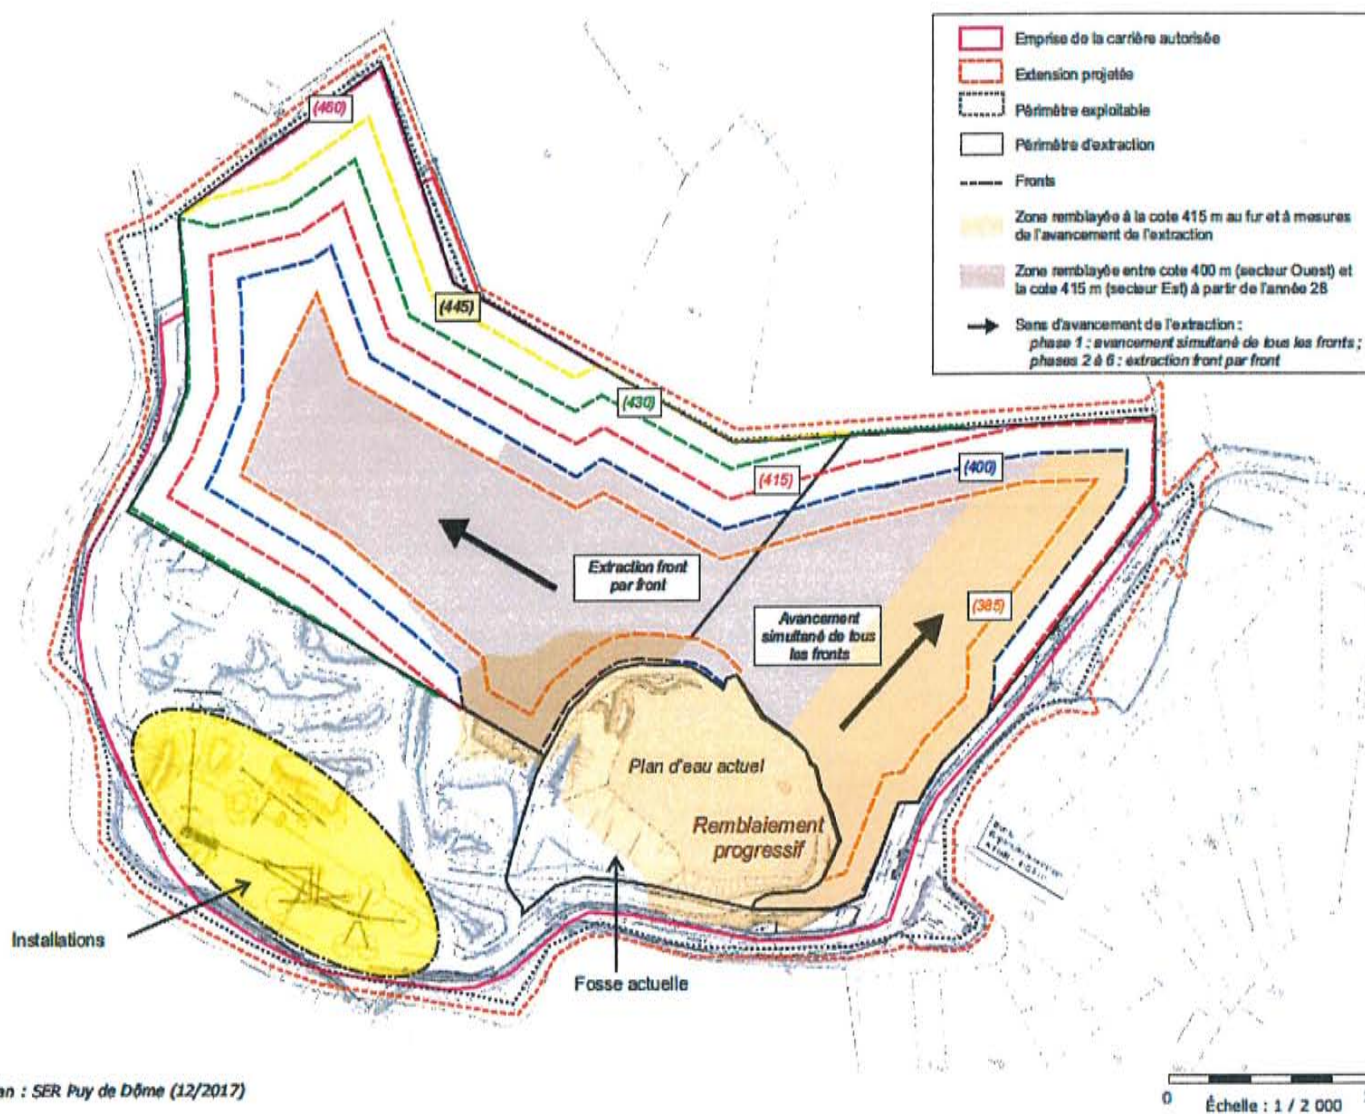 Emprise de la carrière autorisée
Extension projetée
Périmètre exploitable
Périmètre d'extraction
Fronts
Zone remblayée à la cote 415 m au fur et à mesures
de l'avancement de l'extraction
Zone remblayée entre cote 400 m (secteur Ouest) et
la cote 415 m (secteur Est) à partir de l'année 28
Sens d'avancement de l'extraction :
phase 1 : avancement simultané de tous les fronts ;
phases 2 à 6 : extraction front par front
(460)
(445)
(430)
(415)
(400)
(385)
Extraction front
par front
Avancement
simultané de tous
les fronts
Plan d'eau actuel
Remblaiement
progressif
Installations
Fosse actuelle
an : SER Puy de Dôme (12/2017)
0
Échelle : 1 / 2 000